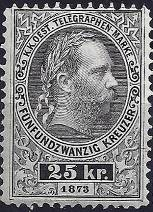 K.K. OEST. TELEGRAPHEN-MARKE
FÜNFUNDZWANZIG KREUZER
25 kr.
1873